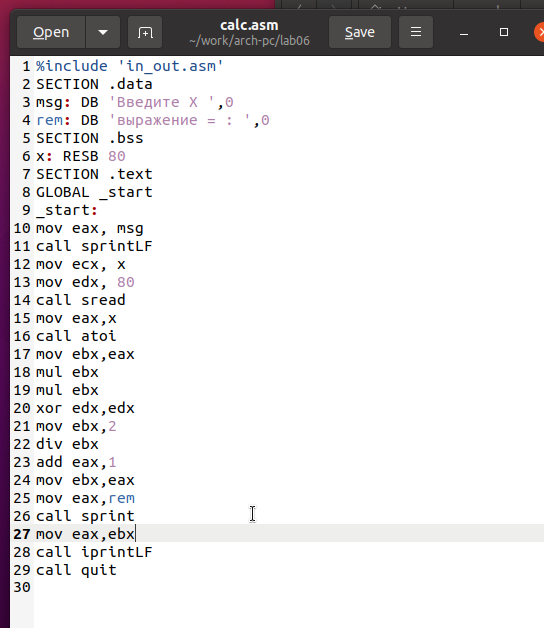 Open
calc.asm
~/work/arch-pc/lab06
Save
1 %include 'in_out.asm'
2 SECTION .data
3 msg: DB 'Введите X ',0
4 rem: DB 'выражение = : ',0
5 SECTION .bss
6 x: RESB 80
7 SECTION .text
8 GLOBAL _start
9 _start:
10 mov eax, msg
11 call sprintLF
12 mov ecx, x
13 mov edx, 80
14 call sread
15 mov eax,x
16 call atoi
17 mov ebx,eax
18 mul ebx
19 mul ebx
20 xor edx,edx
21 mov ebx,2
22 div ebx
23 add eax,1
24 mov ebx,eax
25 mov eax,rem
26 call sprint
27 mov eax,ebx
28 call iprintLF
29 call quit
30